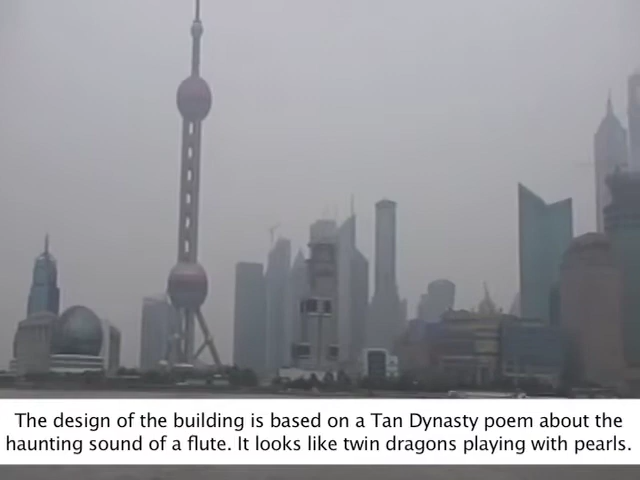 The design of the building is based on a Tan Dynasty poem about the
haunting sound of a flute. It looks like twin dragons playing with pearls.